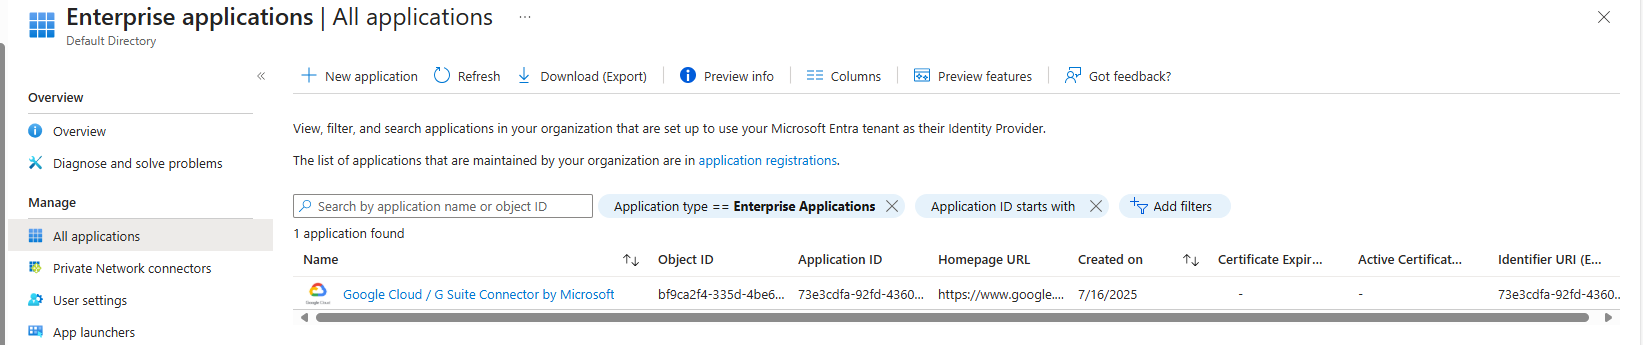 Enterprise applications | All applications ...
Default Directory
New application Refresh Download (Export) Preview info Columns Preview features Got feedback?
Overview
Overview
Diagnose and solve problems
Manage
All applications
Private Network connectors
User settings
App launchers
View, filter, and search applications in your organization that are set up to use your Microsoft Entra tenant as their Identity Provider.
The list of applications that are maintained by your organization are in application registrations.
Search by application name or object ID Application type == Enterprise Applications Application ID starts with Add filters
1 application found
Name Object ID Application ID Homepage URL Created on Certificate Expir... Active Certificat... Identifier URI (E...
Google Cloud / G Suite Connector by Microsoft bf9ca2f4-335d-4be6... 73e3cdfa-92fd-4360... https://www.google.... 7/16/2025 - - 73e3cdfa-92fd-4360...